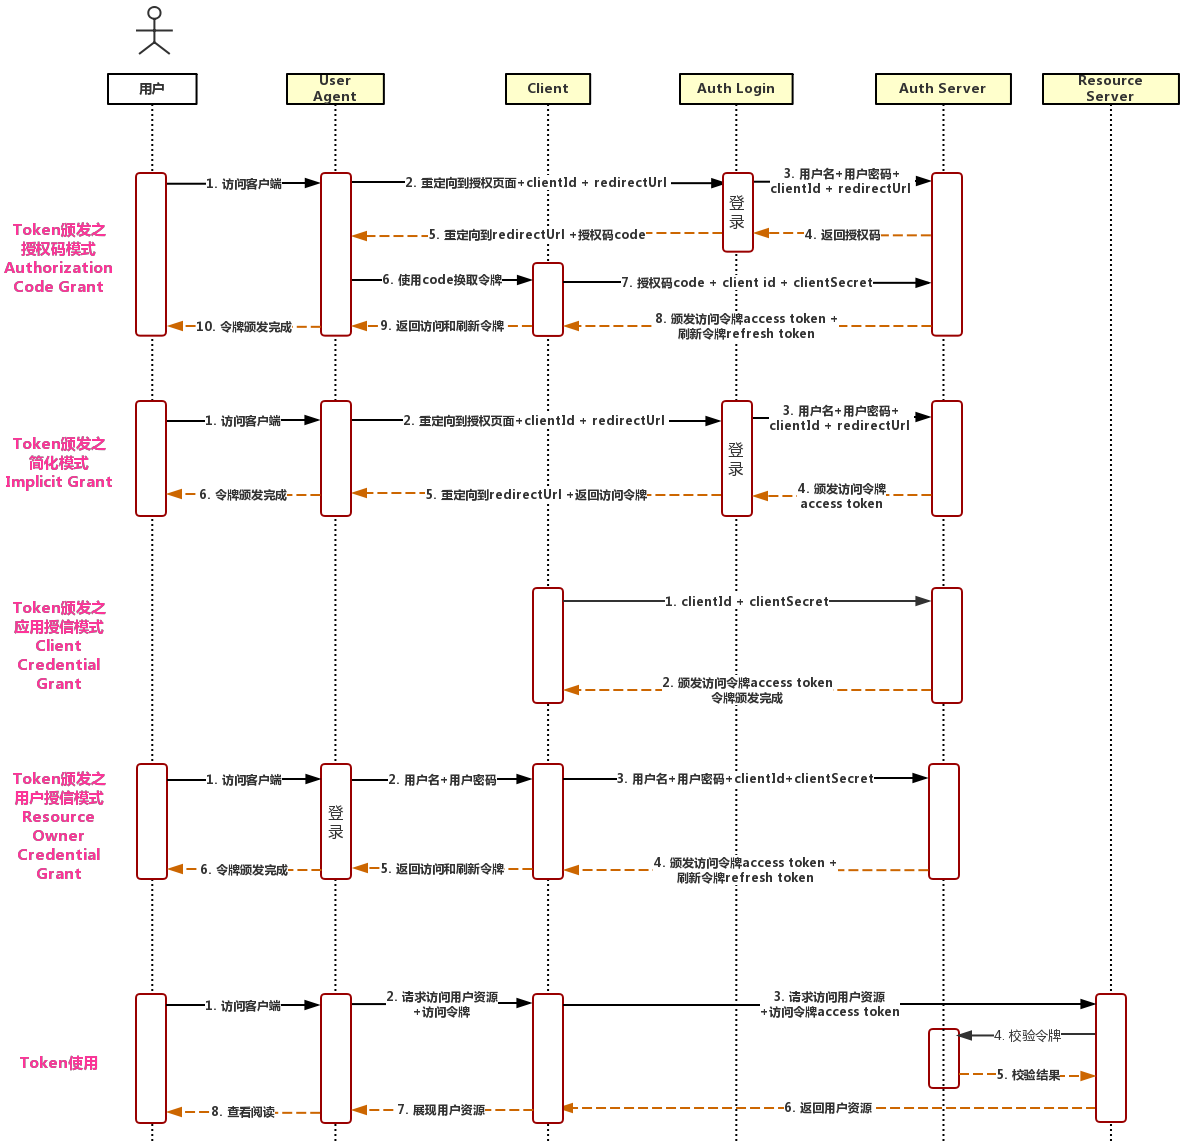 用户
User
Agent
Client
Auth Login
Auth Server
Resource
Server
Token颁发之
授权码模式
Authorization
Code Grant
1. 访问客户端
2. 重定向到授权页面+clientId + redirectUrl
登
录
3. 用户名+用户密码+
clientId + redirectUrl
4. 返回授权码
5. 重定向到redirectUrl +授权码code
6. 使用code换取令牌
7. 授权码code + client id + clientSecret
8. 颁发访问令牌access token +
刷新令牌refresh token
9. 返回访问和刷新令牌
10. 令牌颁发完成
Token颁发之
简化模式
Implicit Grant
1. 访问客户端
2. 重定向到授权页面+clientId + redirectUrl
登
录
3. 用户名+用户密码+
clientId + redirectUrl
4. 颁发访问令牌
access token
5. 重定向到redirectUrl +返回访问令牌
6. 令牌颁发完成
Token颁发之
应用授信模式
Client
Credential
Grant
1. clientId + clientSecret
2. 颁发访问令牌access token
令牌颁发完成
Token颁发之
用户授信模式
Resource
Owner
Credential
Grant
1. 访问客户端
登
录
2. 用户名+用户密码
3. 用户名+用户密码+clientId+clientSecret
4. 颁发访问令牌access token +
刷新令牌refresh token
5. 返回访问和刷新令牌
6. 令牌颁发完成
Token使用
1. 访问客户端
2. 请求访问用户资源
+访问令牌
3. 请求访问用户资源
+访问令牌access token
4. 校验令牌
5. 校验结果
6. 返回用户资源
7. 展现用户资源
8. 查看阅读